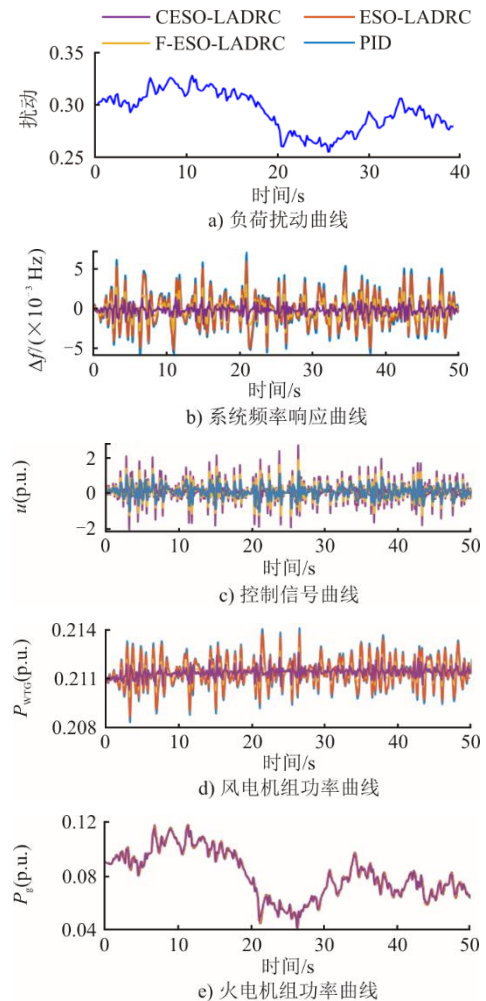 CESO-LADRC ESO-LADRC
F-ESO-LADRC PID
0.35
0.30
0.25
扰动
0 10 20 30 40
时间/s
a) 负荷扰动曲线
5
0
−5
Δf/(×10⁻³ Hz)
0 10 20 30 40 50
时间/s
b) 系统频率响应曲线
2
0
−2
u(p.u.)
0 10 20 30 40 50
时间/s
c) 控制信号曲线
0.214
0.211
0.208
P_WTG(p.u.)
0 10 20 30 40 50
时间/s
d) 风电机组功率曲线
0.12
0.08
0.04
P_g(p.u.)
0 10 20 30 40 50
时间/s
e) 火电机组功率曲线